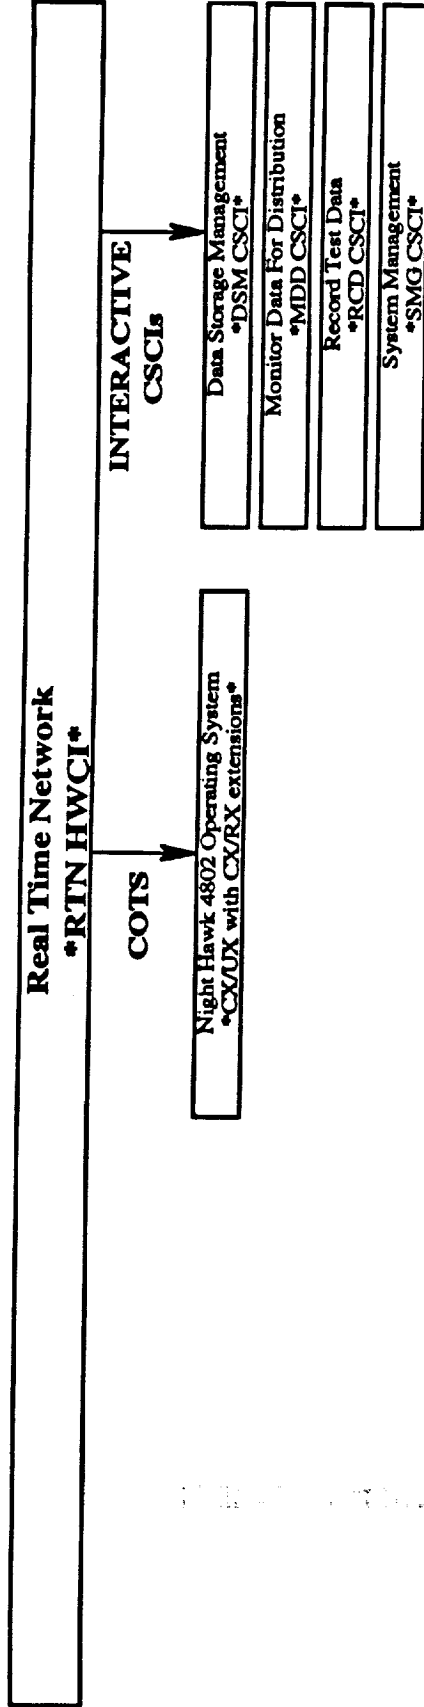 Real Time Network
*RTN HWCI*
COTS
INTERACTIVE
CSCIs
Night Hawk 4802 Operating System
*CX/UX with CX/RX extensions*
Data Storage Management
*DSM CSCI*
Monitor Data For Distribution
*MDD CSCI*
Record Test Data
*RCD CSCI*
System Management
*SMG CSCI*